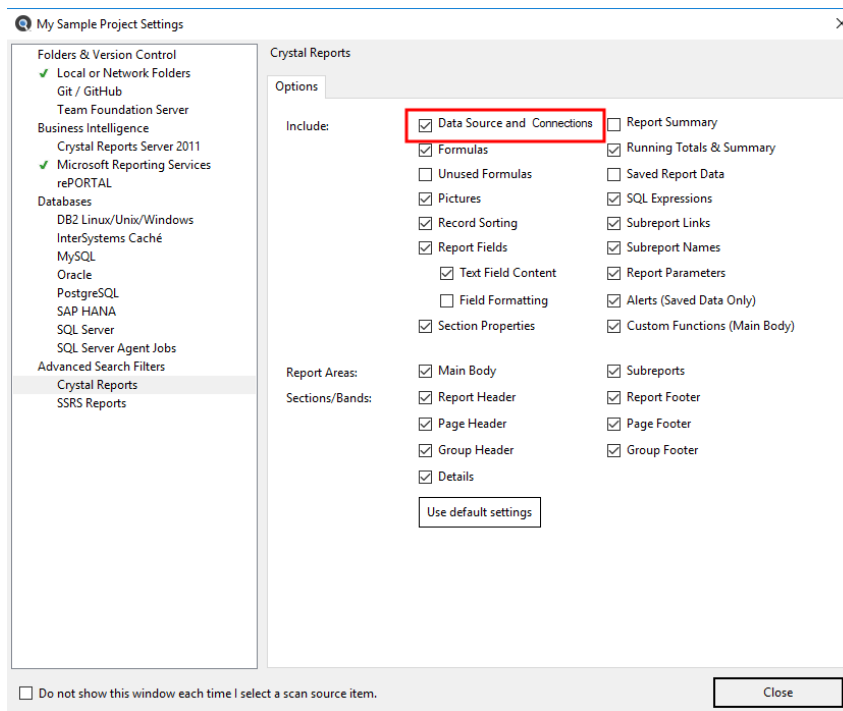 My Sample Project Settings
Folders & Version Control
Local or Network Folders
Git / GitHub
Team Foundation Server
Business Intelligence
Crystal Reports Server 2011
Microsoft Reporting Services
rePORTAL
Databases
DB2 Linux/Unix/Windows
InterSystems Caché
MySQL
Oracle
PostgreSQL
SAP HANA
SQL Server
SQL Server Agent Jobs
Advanced Search Filters
Crystal Reports
SSRS Reports
Crystal Reports
Options
Include:
Data Source and Connections
Report Summary
Formulas
Running Totals & Summary
Unused Formulas
Saved Report Data
Pictures
SQL Expressions
Record Sorting
Subreport Links
Report Fields
Subreport Names
Text Field Content
Report Parameters
Field Formatting
Alerts (Saved Data Only)
Section Properties
Custom Functions (Main Body)
Report Areas:
Main Body
Subreports
Sections/Bands:
Report Header
Report Footer
Page Header
Page Footer
Group Header
Group Footer
Details
Use default settings
Do not show this window each time I select a scan source item.
Close